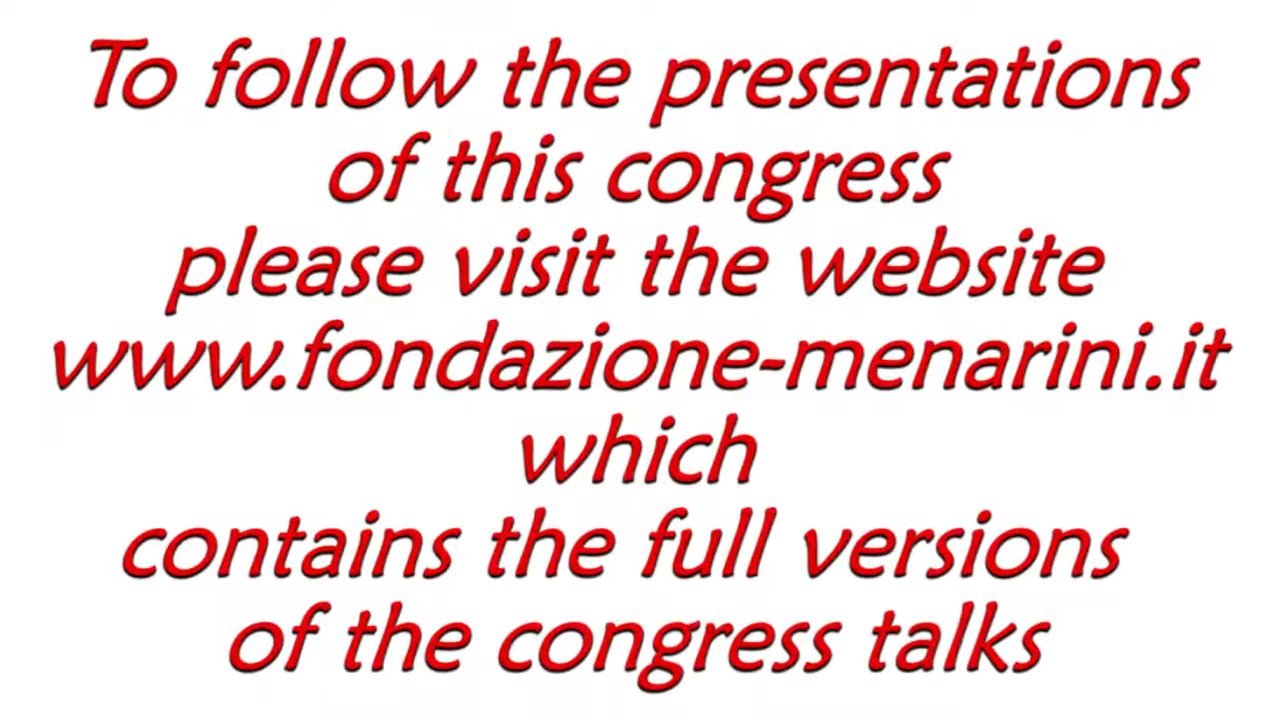 To follow the presentations
of this congress
please visit the website
www.fondazione-menarini.it
which
contains the full versions
of the congress talks